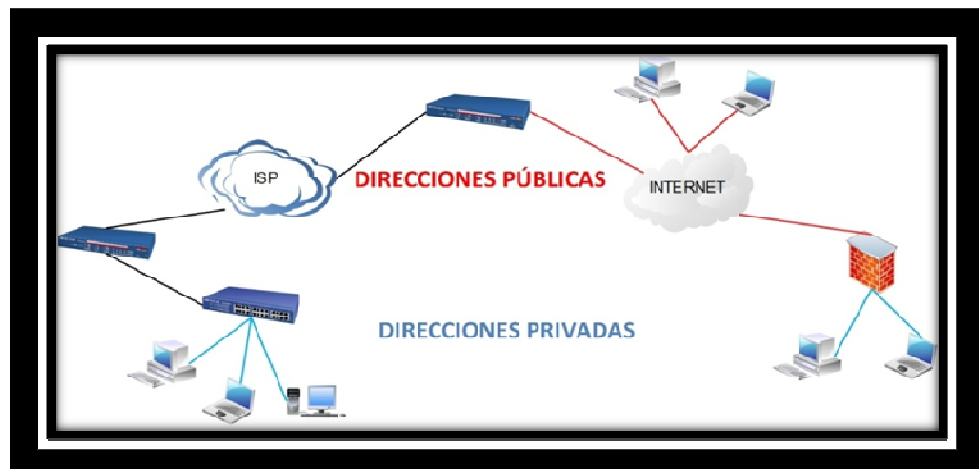 ISP
DIRECCIONES PÚBLICAS
INTERNET
DIRECCIONES PRIVADAS